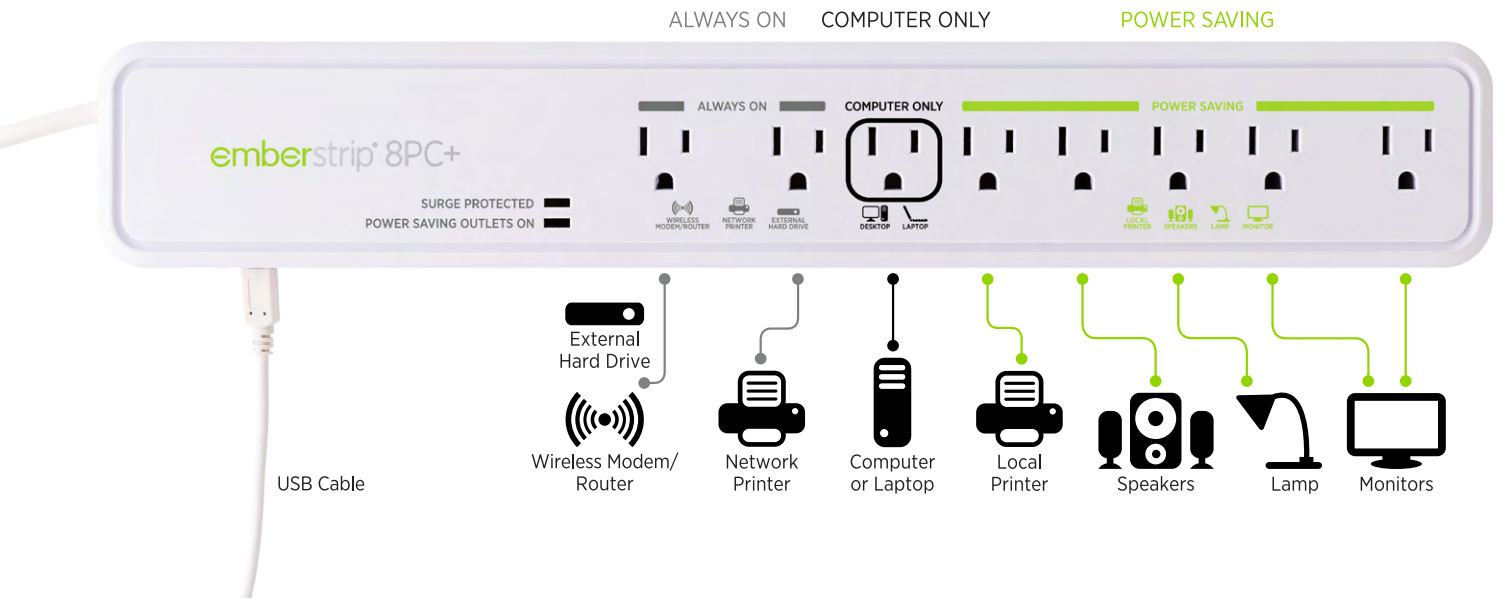 ALWAYS ON COMPUTER ONLY POWER SAVING
ALWAYS ON COMPUTER ONLY POWER SAVING
emberstrip® 8PC+
SURGE PROTECTED
POWER SAVING OUTLETS ON
WIRELESS
MODEM/ROUTER
NETWORK
PRINTER
EXTERNAL
HARD DRIVE
DESKTOP
LAPTOP
LOCAL
PRINTER
SPEAKERS
LAMP
MONITOR
External
Hard Drive
Wireless Modem/
Router
Network
Printer
Computer
or Laptop
Local
Printer
Speakers
Lamp
Monitors
USB Cable